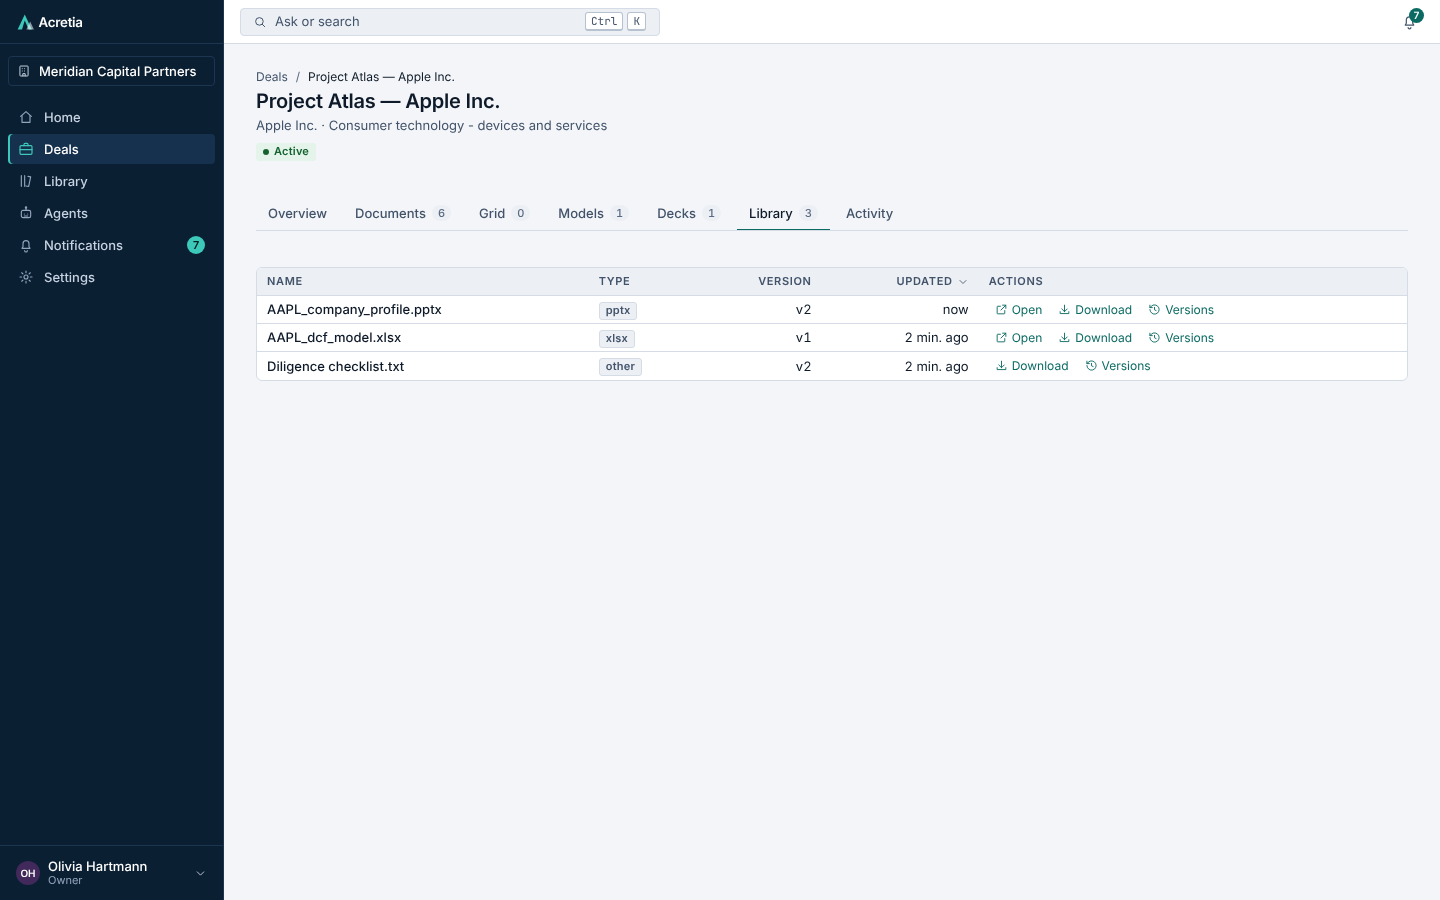 Acretia
Ask or search
Ctrl K
7
Meridian Capital Partners
Home
Deals
Library
Agents
Notifications 7
Settings
Deals / Project Atlas — Apple Inc.
Project Atlas — Apple Inc.
Apple Inc. · Consumer technology - devices and services
Active
Overview Documents 6 Grid 0 Models 1 Decks 1 Library 3 Activity
NAME TYPE VERSION UPDATED ACTIONS
AAPL_company_profile.pptx pptx v2 now Open Download Versions
AAPL_dcf_model.xlsx xlsx v1 2 min. ago Open Download Versions
Diligence checklist.txt other v2 2 min. ago Download Versions
OH
Olivia Hartmann
Owner